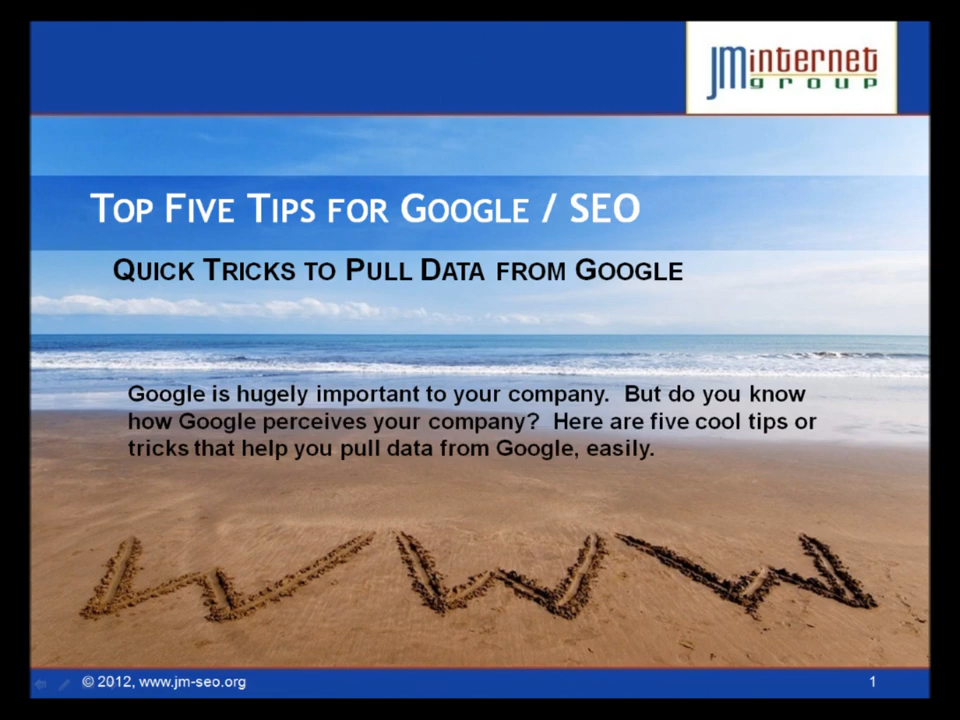 JMinternet
group
TOP FIVE TIPS FOR GOOGLE / SEO
QUICK TRICKS TO PULL DATA FROM GOOGLE
Google is hugely important to your company. But do you know
how Google perceives your company? Here are five cool tips or
tricks that help you pull data from Google, easily.
WWW
© 2012, www.jm-seo.org
1